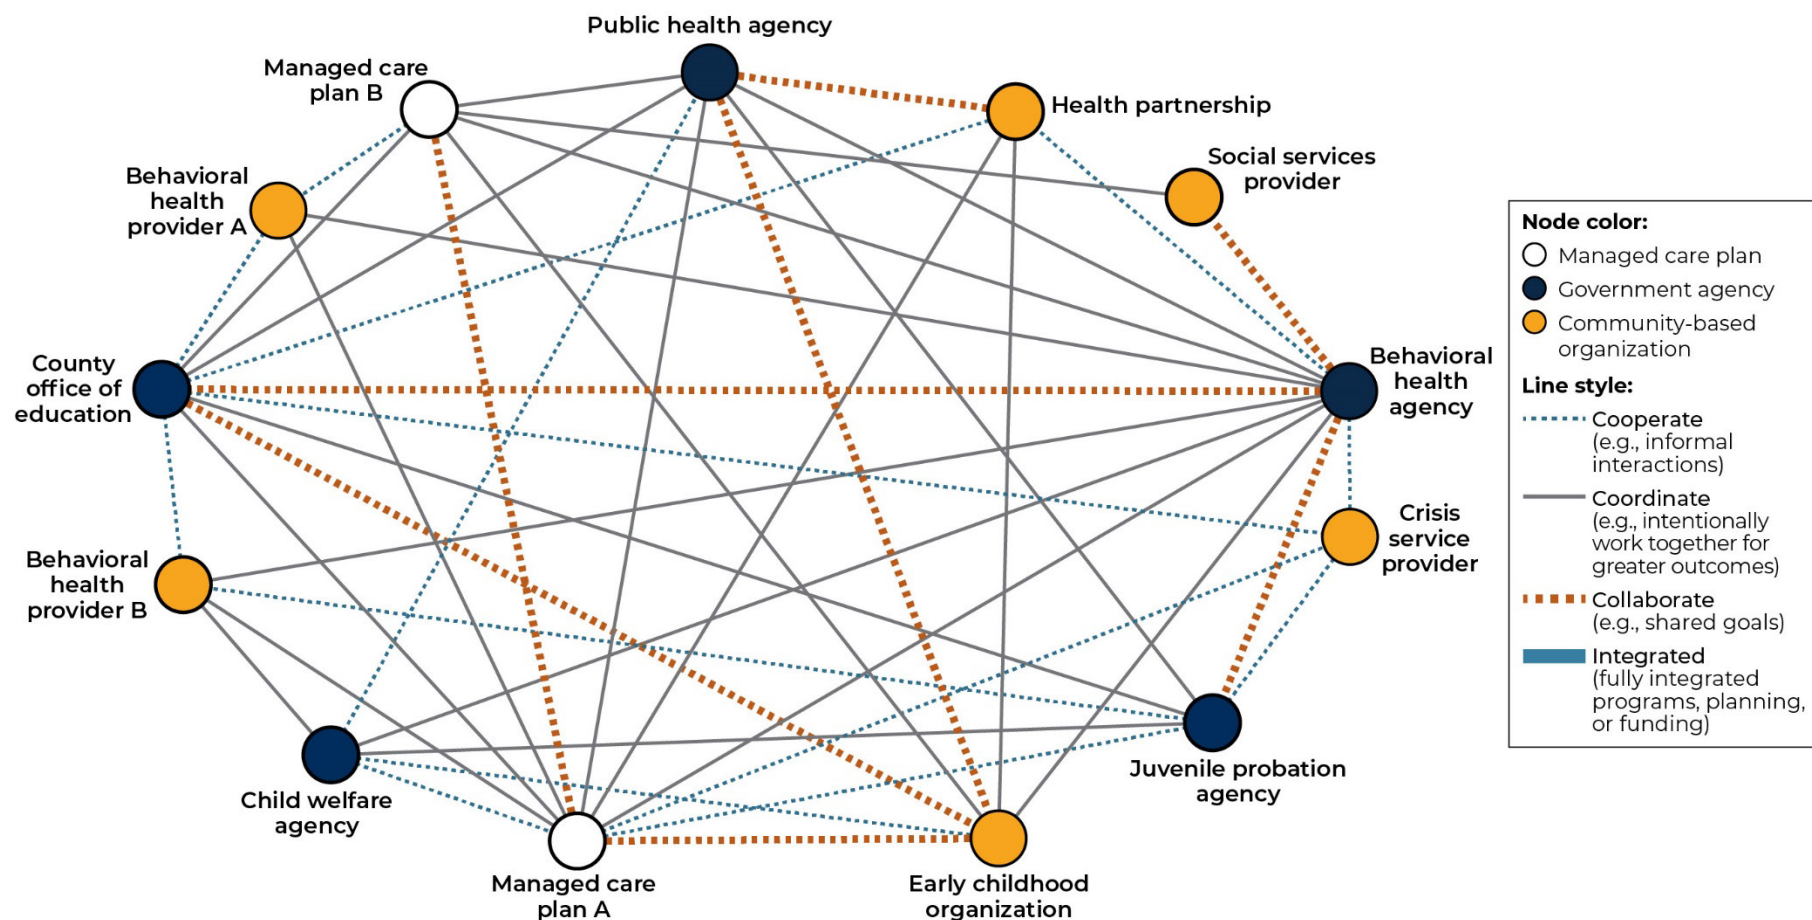 Public health agency
Managed care
plan B
Health partnership
Social services
provider
Behavioral
health
provider A
County
office of
education
Behavioral
health
agency
Crisis
service
provider
Behavioral
health
provider B
Juvenile probation
agency
Child welfare
agency
Managed care
plan A
Early childhood
organization
Node color:
Managed care plan
Government agency
Community-based
organization
Line style:
Cooperate
(e.g., informal
interactions)
Coordinate
(e.g., intentionally
work together for
greater outcomes)
Collaborate
(e.g., shared goals)
Integrated
(fully integrated
programs, planning,
or funding)